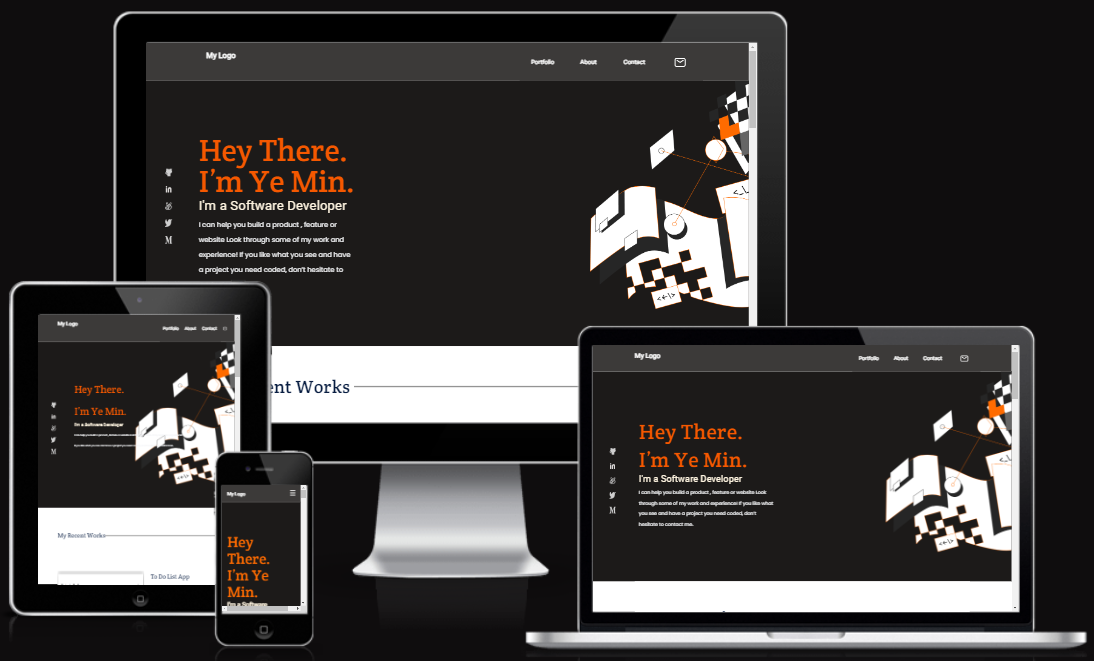 My Logo
Portfolio About Contact
Hey There.
I'm Ye Min.
I'm a Software Developer
I can help you build a product , feature or
website Look through some of my work and
experience! If you like what you see and have
a project you need coded, don't hesitate to
in
M
ent Works
My Logo
Portfolio About Contact
Hey There.
I'm Ye Min.
I'm a Software Developer
in
M
My Recent Works
To Do List App
My Logo
Hey
There.
I'm Ye
Min.
I'm a Software
My Logo
Portfolio About Contact
Hey There.
I'm Ye Min.
I'm a Software Developer
I can help you build a product , feature or website Look
through some of my work and experience! If you like what
you see and have a project you need coded, don't
hesitate to contact me.
in
M